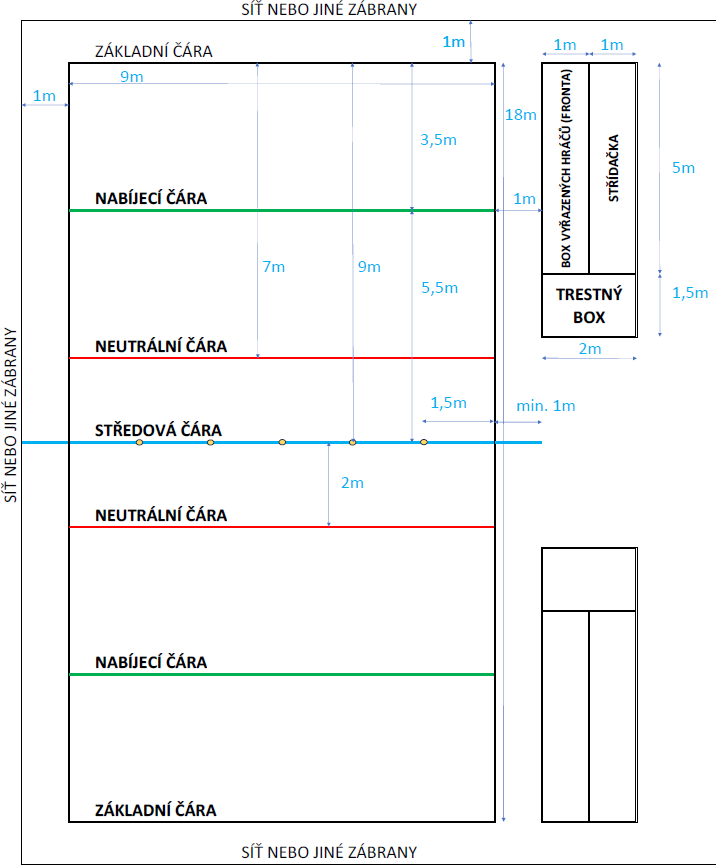 SÍŤ NEBO JINÉ ZÁBRANY
ZÁKLADNÍ ČÁRA
1m
1m
1m
9m
1m
18m
3,5m
BOX VYŘAZENÝCH HRÁČŮ (FRONTA)
STŘÍDAČKA
5m
NABÍJECÍ ČÁRA
1m
7m
9m
5,5m
TRESTNÝ
BOX
1,5m
NEUTRÁLNÍ ČÁRA
2m
SÍŤ NEBO JINÉ ZÁBRANY
1,5m
min. 1m
STŘEDOVÁ ČÁRA
2m
NEUTRÁLNÍ ČÁRA
NABÍJECÍ ČÁRA
ZÁKLADNÍ ČÁRA
SÍŤ NEBO JINÉ ZÁBRANY